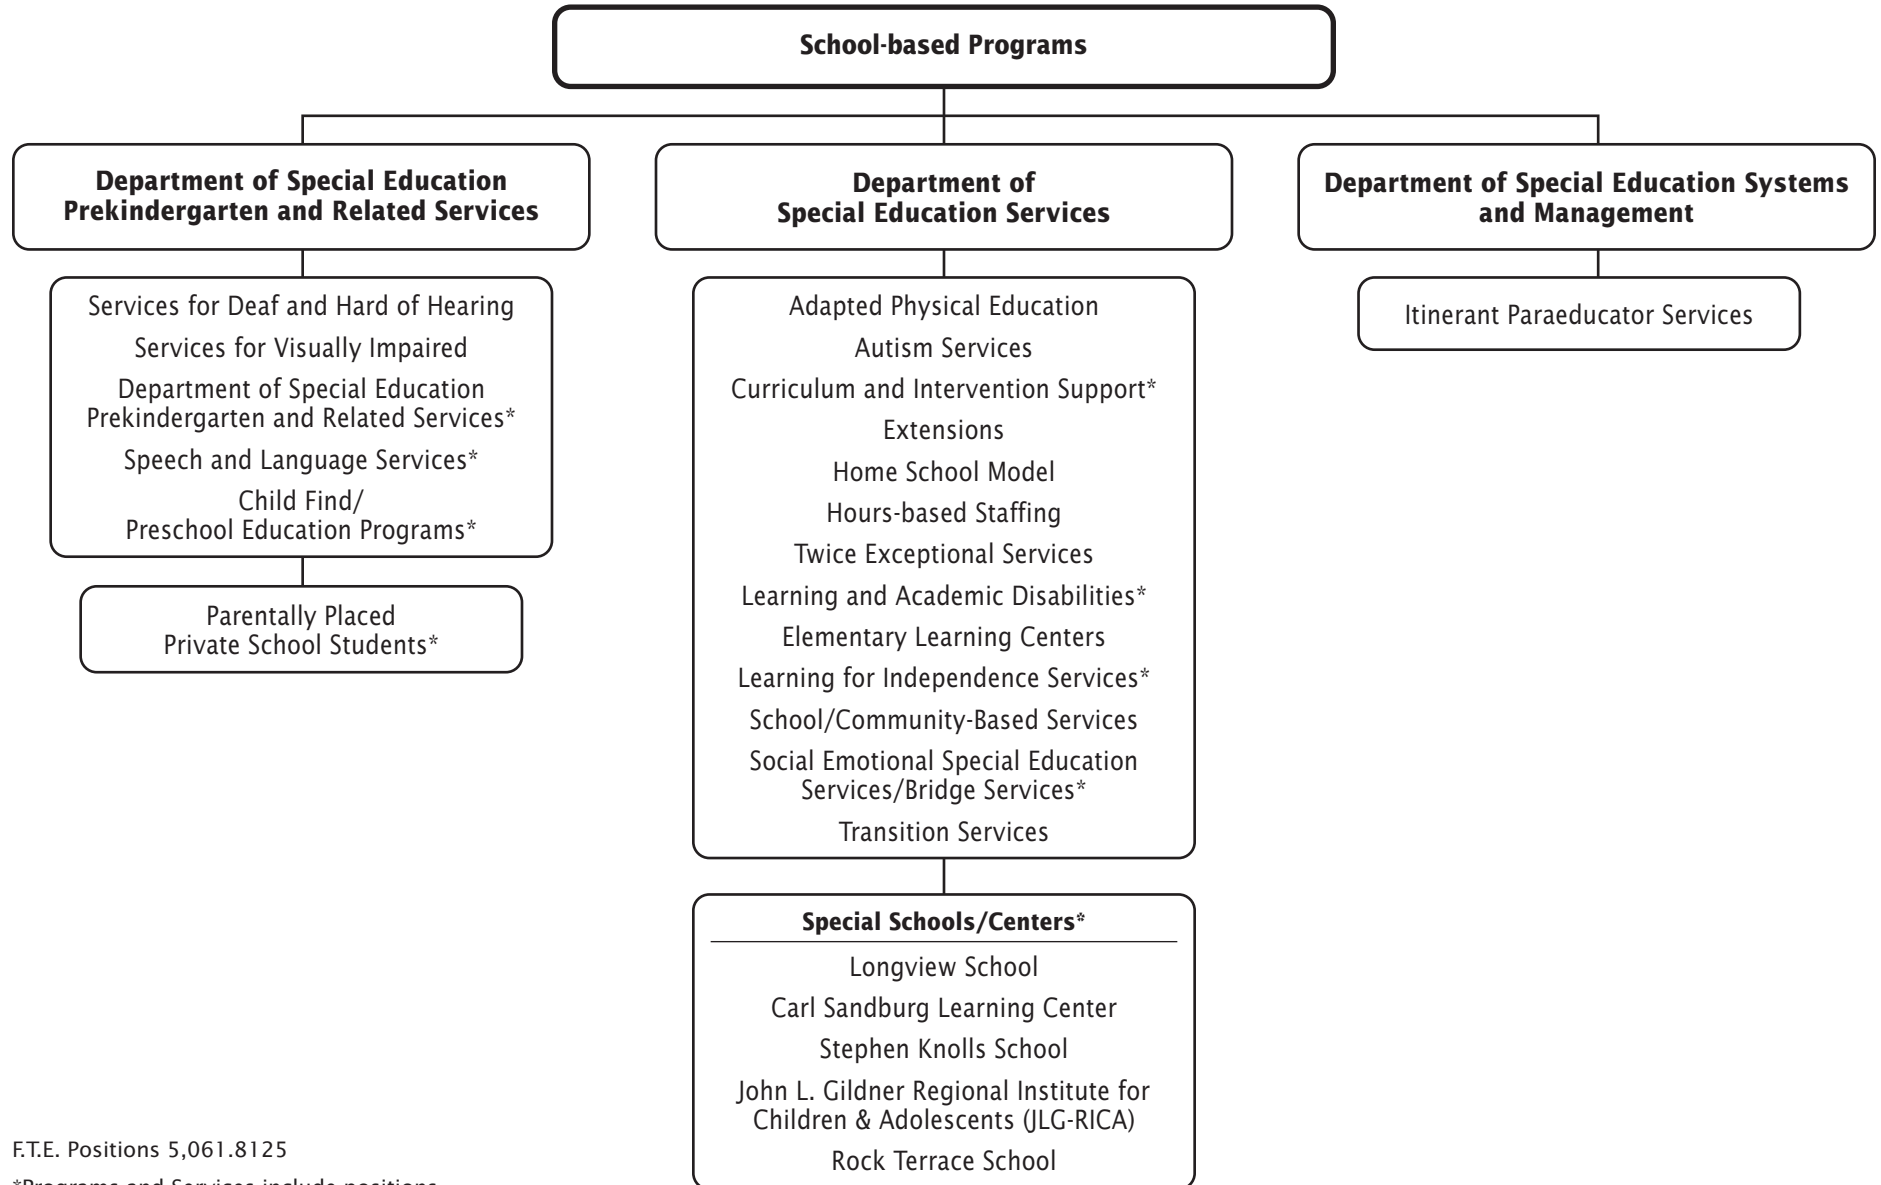 School-based Programs
Department of Special Education
Prekindergarten and Related Services
Services for Deaf and Hard of Hearing
Services for Visually Impaired
Department of Special Education
Prekindergarten and Related Services*
Speech and Language Services*
Child Find/
Preschool Education Programs*
Parentally Placed
Private School Students*
Department of
Special Education Services
Adapted Physical Education
Autism Services
Curriculum and Intervention Support*
Extensions
Home School Model
Hours-based Staffing
Twice Exceptional Services
Learning and Academic Disabilities*
Elementary Learning Centers
Learning for Independence Services*
School/Community-Based Services
Social Emotional Special Education
Services/Bridge Services*
Transition Services
Special Schools/Centers*
Longview School
Carl Sandburg Learning Center
Stephen Knolls School
John L. Gildner Regional Institute for
Children & Adolescents (JLG-RICA)
Rock Terrace School
Department of Special Education Systems
and Management
Itinerant Paraeducator Services
F.T.E. Positions 5,061.8125
*Programs and Services include positions